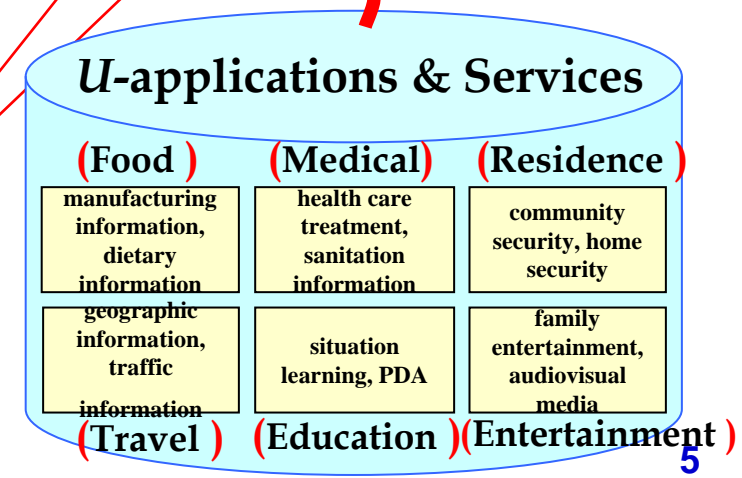 U-applications & Services
(Food ) (Medical) (Residence )
manufacturing
information,
dietary
information
health care
treatment,
sanitation
information
community
security, home
security
geographic
information,
traffic
information
situation
learning, PDA
family
entertainment,
audiovisual
media
(Travel ) (Education ) (Entertainment )
5